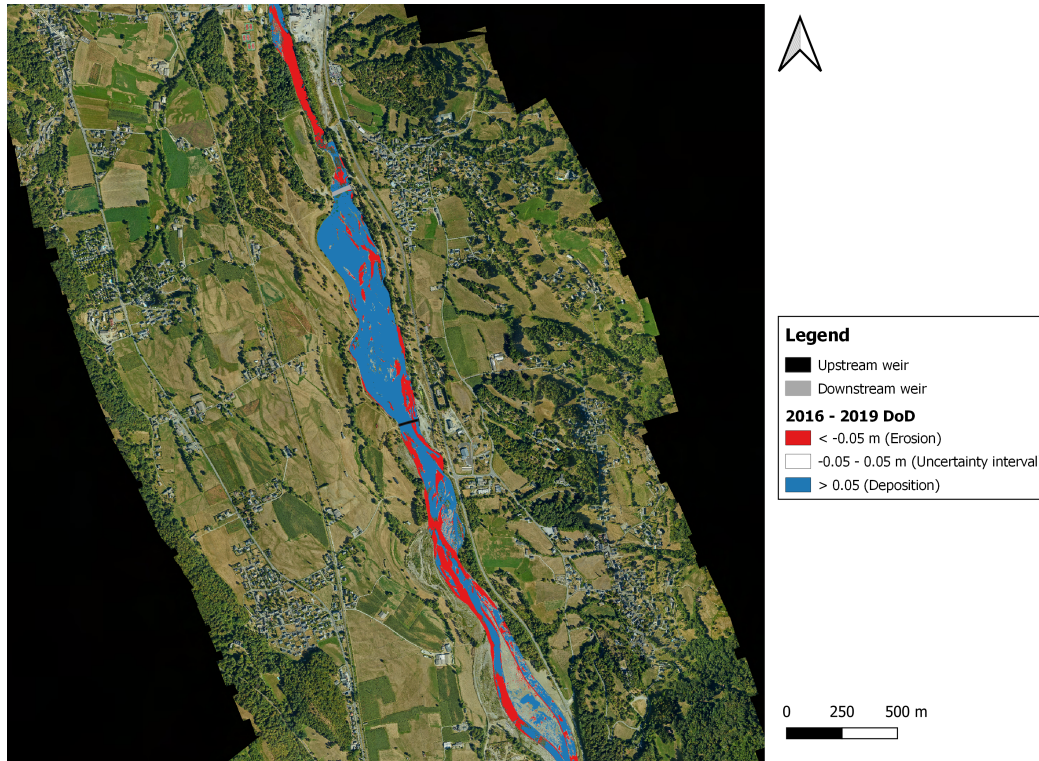 Legend
Upstream weir
Downstream weir
2016 - 2019 DoD
< -0.05 m (Erosion)
-0.05 - 0.05 m (Uncertainty interval
> 0.05 (Deposition)
0 250 500 m